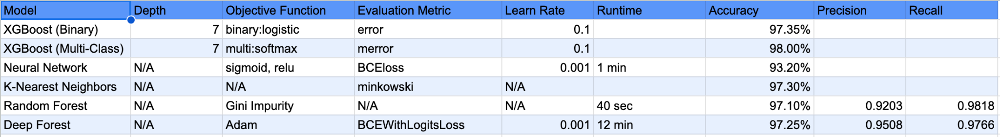 Model Depth Objective Function Evaluation Metric Learn Rate Runtime Accuracy Precision Recall
XGBoost (Binary) 7 binary:logistic error 0.1 97.35%
XGBoost (Multi-Class) 7 multi:softmax merror 0.1 98.00%
Neural Network N/A sigmoid, relu BCEloss 0.001 1 min 93.20%
K-Nearest Neighbors N/A N/A minkowski N/A 97.30%
Random Forest N/A Gini Impurity N/A N/A 40 sec 97.10% 0.9203 0.9818
Deep Forest N/A Adam BCEWithLogitsLoss 0.001 12 min 97.25% 0.9508 0.9766